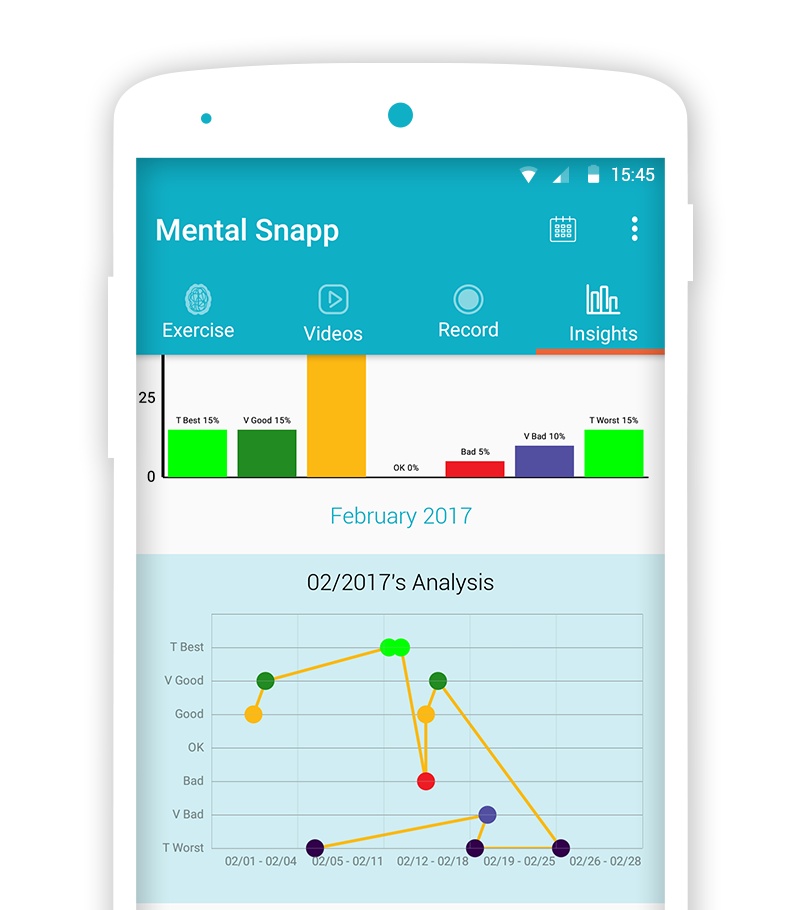 15:45
Mental Snapp
Exercise Videos Record Insights
25
T Best 15% V Good 15% OK 0% Bad 5% V Bad 10% T Worst 15%
0
February 2017
02/2017's Analysis
T Best
V Good
Good
OK
Bad
V Bad
T Worst
02/01 - 02/04 02/05 - 02/11 02/12 - 02/18 02/19 - 02/25 02/26 - 02/28